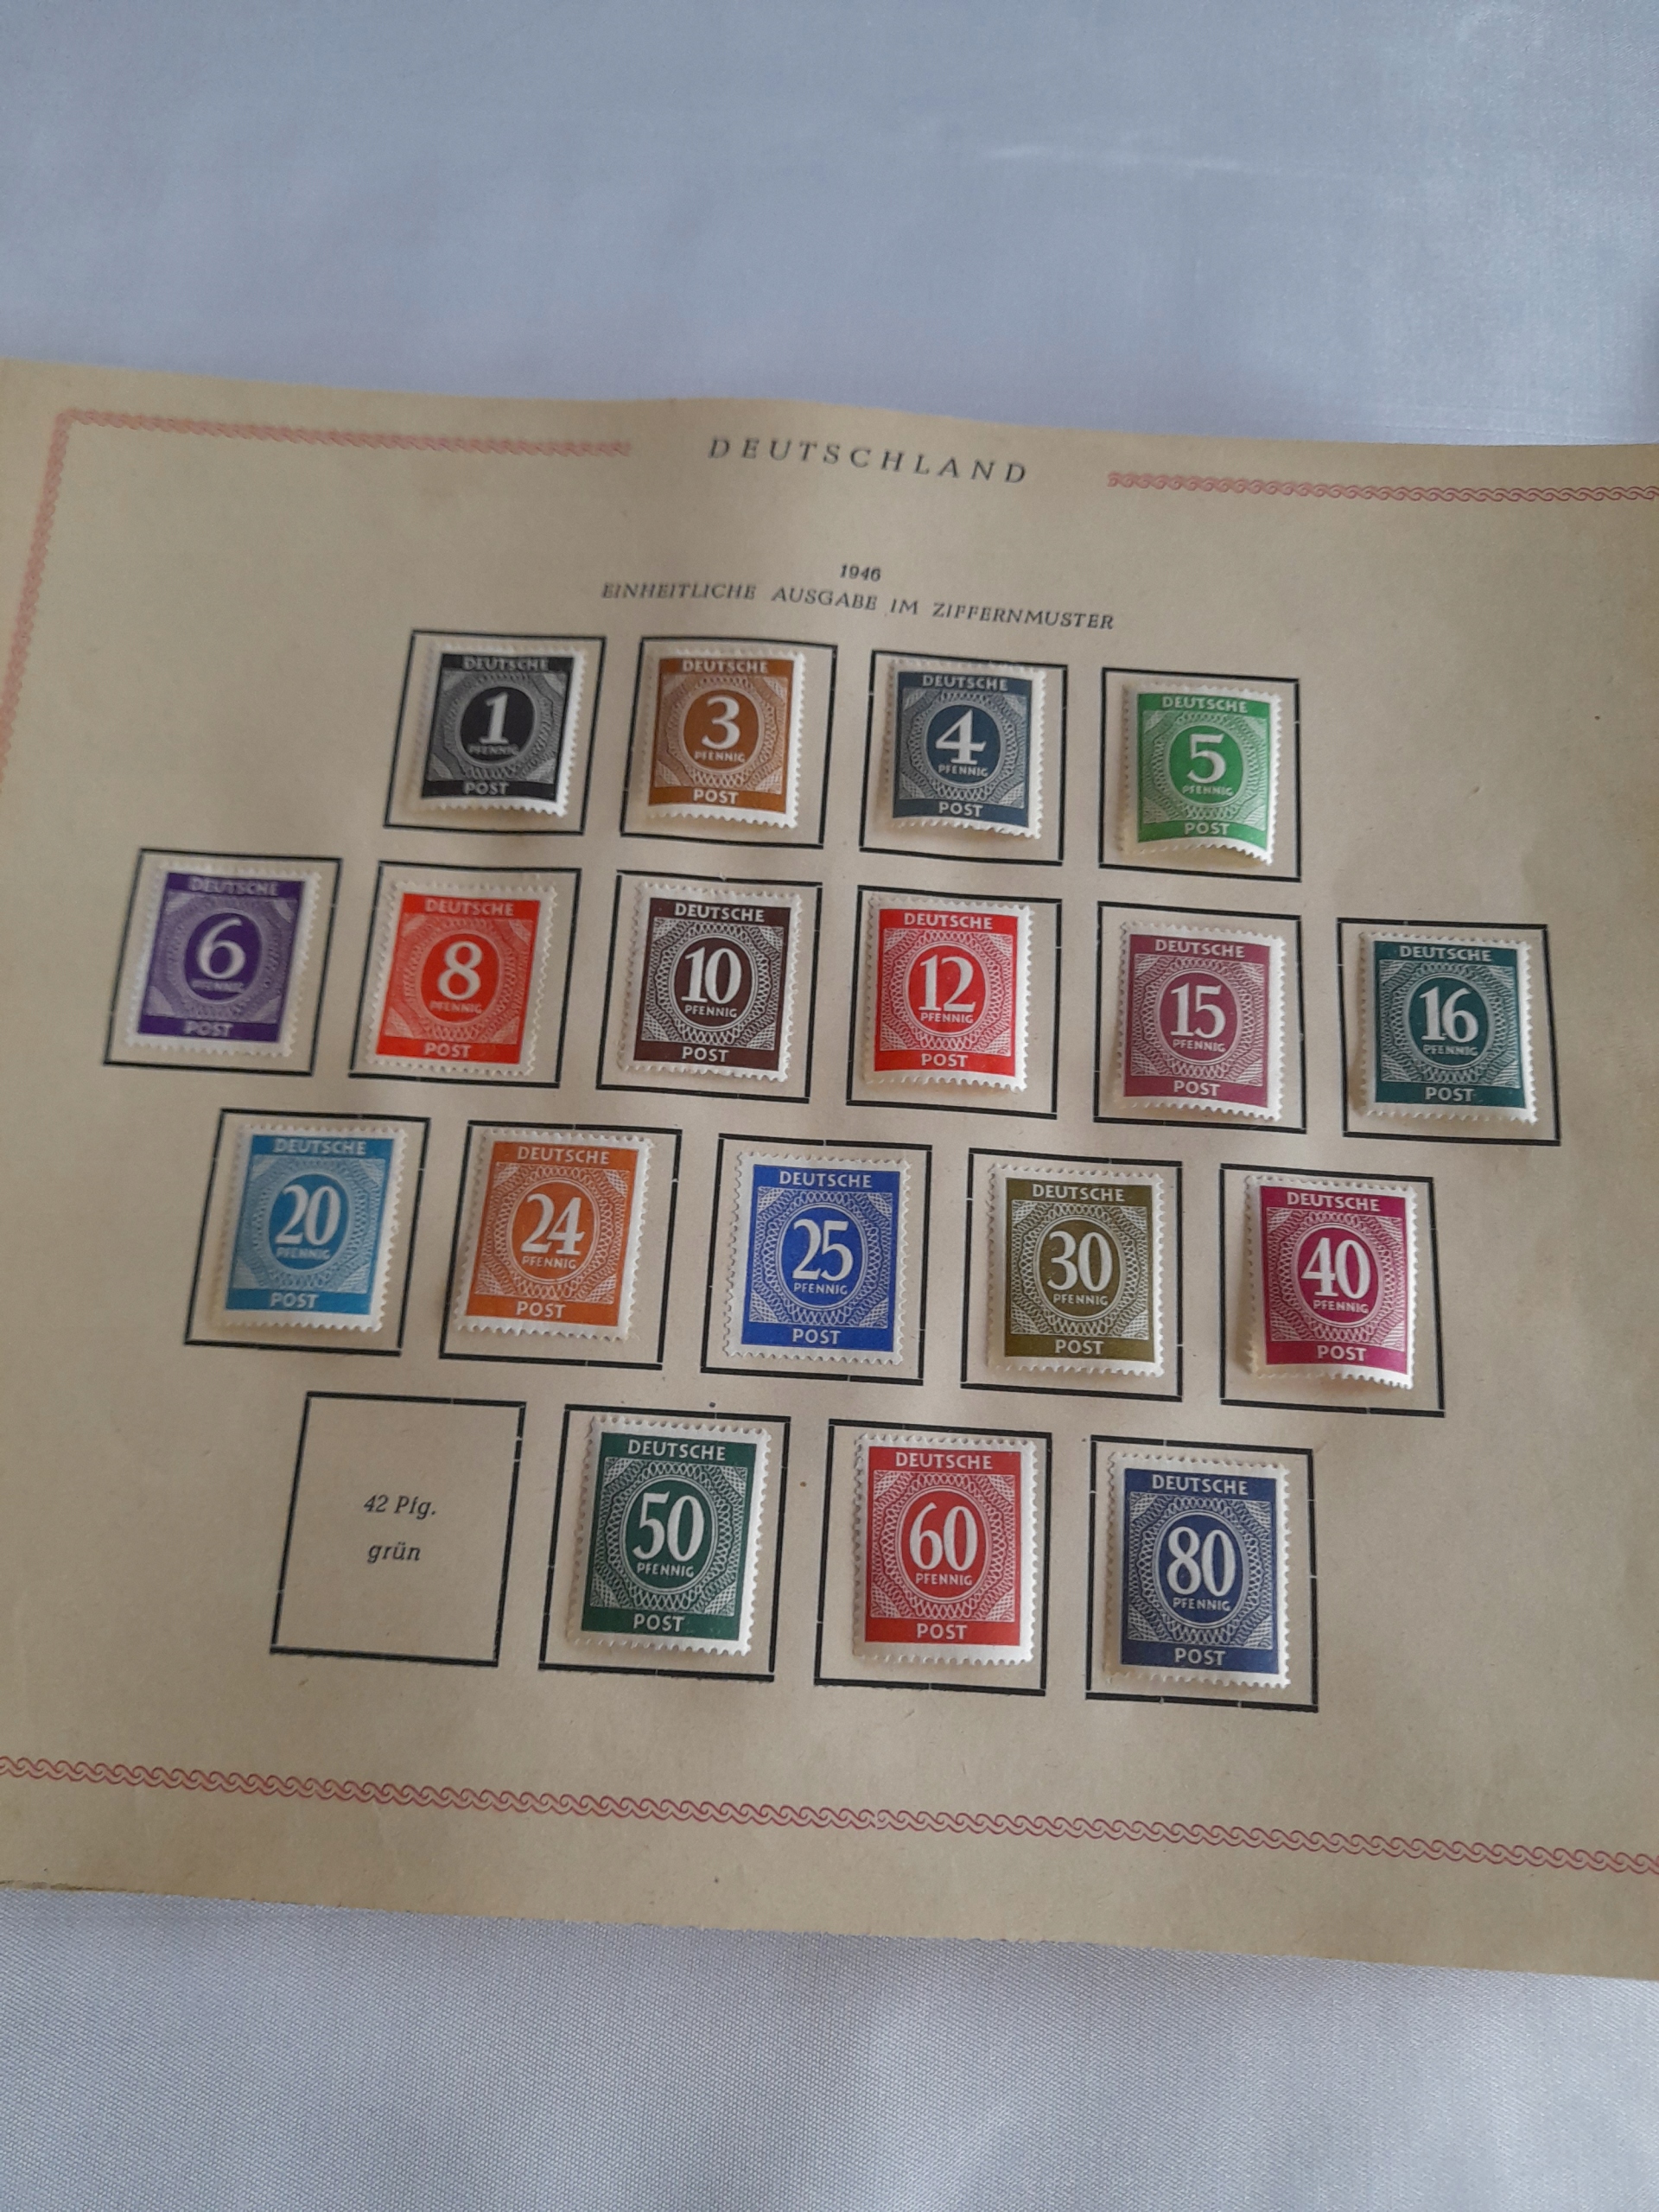 DEUTSCHLAND
1946
EINHEITLICHE AUSGABE IM ZIFFERNMUSTER
DEUTSCHE
1
PFENNIG
POST
DEUTSCHE
3
PFENNIG
POST
DEUTSCHE
4
PFENNIG
POST
DEUTSCHE
5
PFENNIG
POST
DEUTSCHE
6
PFENNIG
POST
DEUTSCHE
8
PFENNIG
POST
DEUTSCHE
10
PFENNIG
POST
DEUTSCHE
12
PFENNIG
POST
DEUTSCHE
15
PFENNIG
POST
DEUTSCHE
16
PFENNIG
POST
DEUTSCHE
20
PFENNIG
POST
DEUTSCHE
24
PFENNIG
POST
DEUTSCHE
25
PFENNIG
POST
DEUTSCHE
30
PFENNIG
POST
DEUTSCHE
40
PFENNIG
POST
42 Pfg.
grün
DEUTSCHE
50
PFENNIG
POST
DEUTSCHE
60
PFENNIG
POST
DEUTSCHE
80
PFENNIG
POST